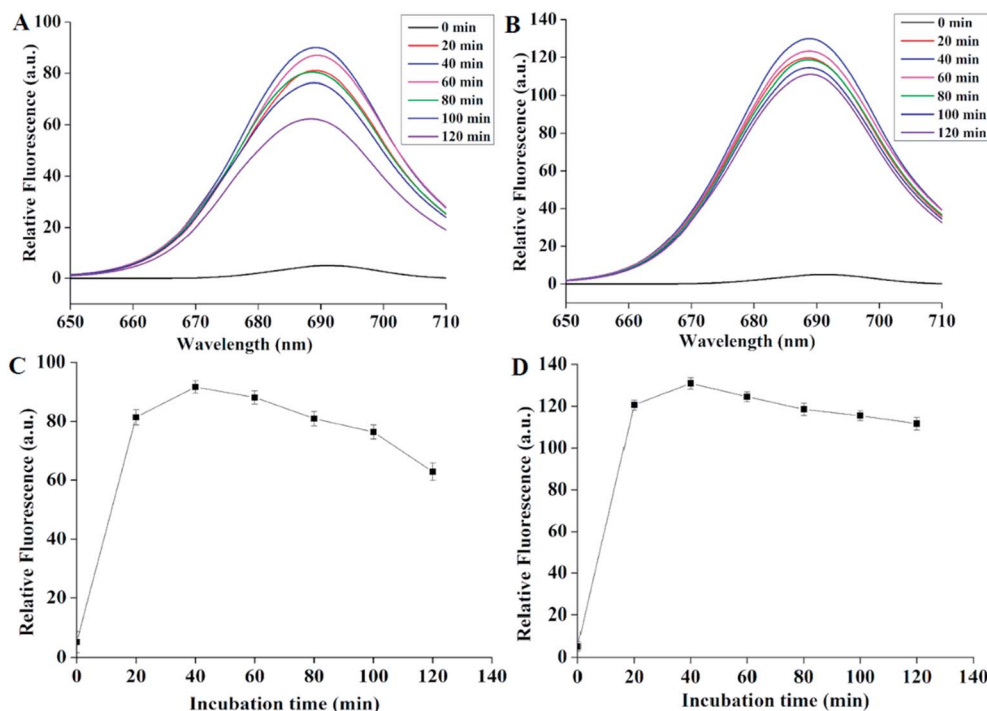 A
Relative Fluorescence (a.u.)
100
80
60
40
20
0
0 min
20 min
40 min
60 min
80 min
100 min
120 min
650 660 670 680 690 700 710
Wavelength (nm)
B
Relative Fluorescence (a.u.)
140
120
100
80
60
40
20
0
0 min
20 min
40 min
60 min
80 min
100 min
120 min
650 660 670 680 690 700 710
Wavelength (nm)
C
Relative Fluorescence (a.u.)
100
80
60
40
20
0
0 20 40 60 80 100 120 140
Incubation time (min)
D
Relative Fluorescence (a.u.)
140
120
100
80
60
40
20
0
0 20 40 60 80 100 120 140
Incubation time (min)